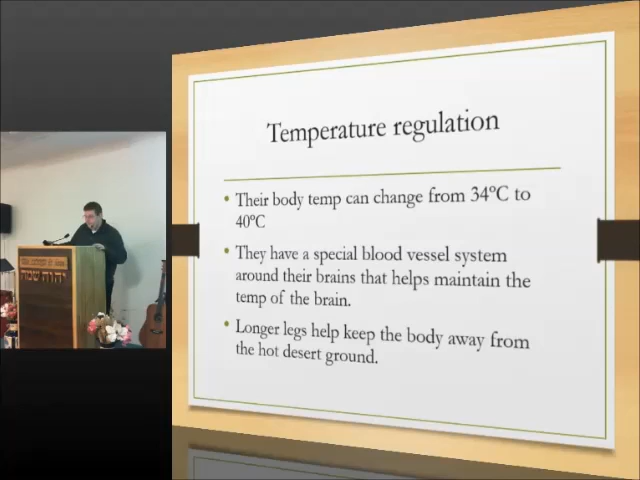 Temperature regulation
• Their body temp can change from 34°C to
40°C
• They have a special blood vessel system
around their brains that helps maintain the
temp of the brain.
• Longer legs help keep the body away from
the hot desert ground.
יהוה שמה